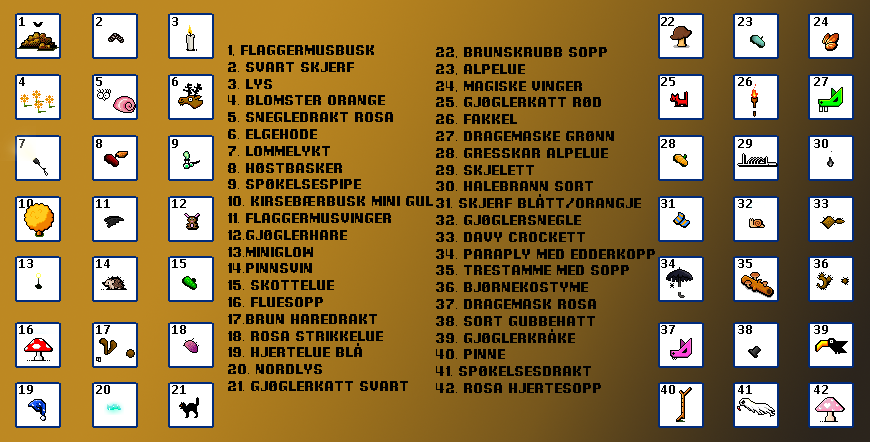 1 2 3
4 5 6
7 8 9
10 11 12
13 14 15
16 17 18
19 20 21
1. FLAGGERMUSBUSK
2. SVART SKJERF
3. LYS
4. BLOMSTER ORANGE
5. SNEGLEDRAKT ROSA
6. ELGEHODE
7. LOMMELYKT
8. HØSTBASKER
9. SPØKELSESPIPE
10. KIRSEBÆRBUSK MINI GUL
11. FLAGGERMUSVINGER
12.GJØGLERHARE
13.MINIGLOW
14.PINNSVIN
15. SKOTTELUE
16. FLUESOPP
17.BRUN HAREDRAKT
18. ROSA STRIKKELUE
19. HJERTELUE BLÅ
20. NORDLYS
21. GJØGLERKATT SVART
22. BRUNSKRUBB SOPP
23. ALPELUE
24. MAGISKE VINGER
25. GJØGLERKATT RØD
26. FAKKEL
27. DRAGEMASKE GRØNN
28. GRESSKAR ALPELUE
29. SKJELETT
30. HALEBRANN SORT
31. SKJERF BLÅTT/ORANGJE
32. GJØGLERSNEGLE
33. DAVY CROCKETT
34. PARAPLY MED EDDERKOPP
35. TRESTAMME MED SOPP
36. BJØRNEKOSTYME
37. DRAGEMASK ROSA
38. SORT GUBBEHATT
39. GJØGLERKRÅKE
40. PINNE
41. SPØKELSESDRAKT
42. ROSA HJERTESOPP
22 23 24
25 26 27
28 29 30
31 32 33
34 35 36
37 38 39
40 41 42